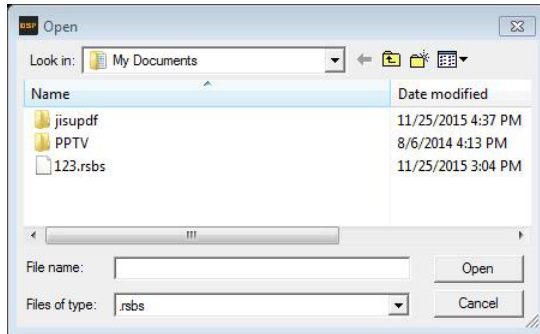 DSP Open
Look in: My Documents
Name Date modified
jisupdf 11/25/2015 4:37 PM
PPTV 8/6/2014 4:13 PM
123.rsbs 11/25/2015 3:04 PM
File name: Open
Files of type: .rsbs Cancel